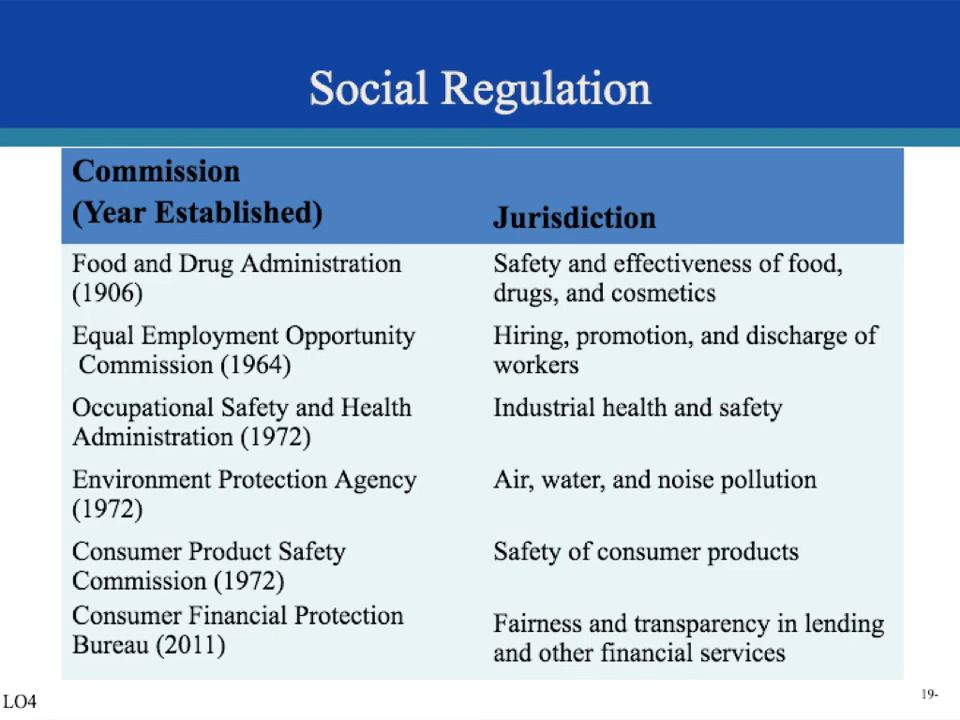 Social Regulation
Commission
(Year Established)
Jurisdiction
Food and Drug Administration
(1906)
Safety and effectiveness of food,
drugs, and cosmetics
Equal Employment Opportunity
Commission (1964)
Hiring, promotion, and discharge of
workers
Occupational Safety and Health
Administration (1972)
Industrial health and safety
Environment Protection Agency
(1972)
Air, water, and noise pollution
Consumer Product Safety
Commission (1972)
Safety of consumer products
Consumer Financial Protection
Bureau (2011)
Fairness and transparency in lending
and other financial services
LO4
19-